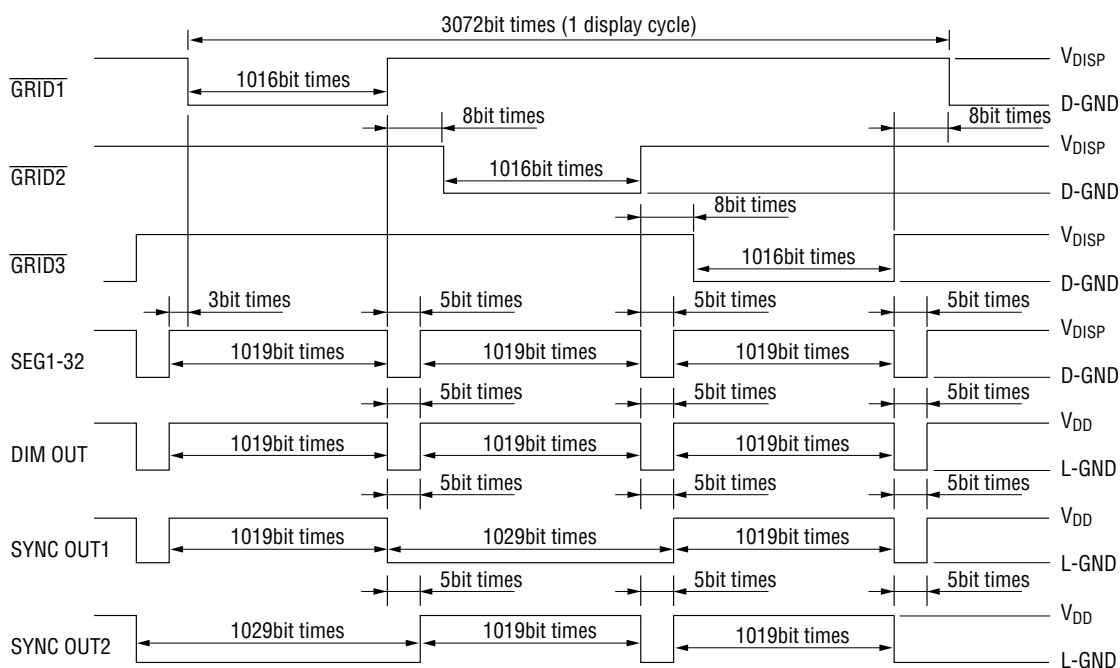 3072bit times (1 display cycle)
VDISP
GRID1
1016bit times
D-GND
8bit times
8bit times
VDISP
GRID2
1016bit times
D-GND
8bit times
VDISP
GRID3
1016bit times
D-GND
3bit times
5bit times
5bit times
5bit times
VDISP
SEG1-32
1019bit times
1019bit times
1019bit times
D-GND
5bit times
5bit times
5bit times
VDD
DIM OUT
1019bit times
1019bit times
1019bit times
L-GND
5bit times
5bit times
5bit times
VDD
SYNC OUT1
1019bit times
1029bit times
1019bit times
L-GND
5bit times
5bit times
5bit times
VDD
SYNC OUT2
1029bit times
1019bit times
1019bit times
L-GND